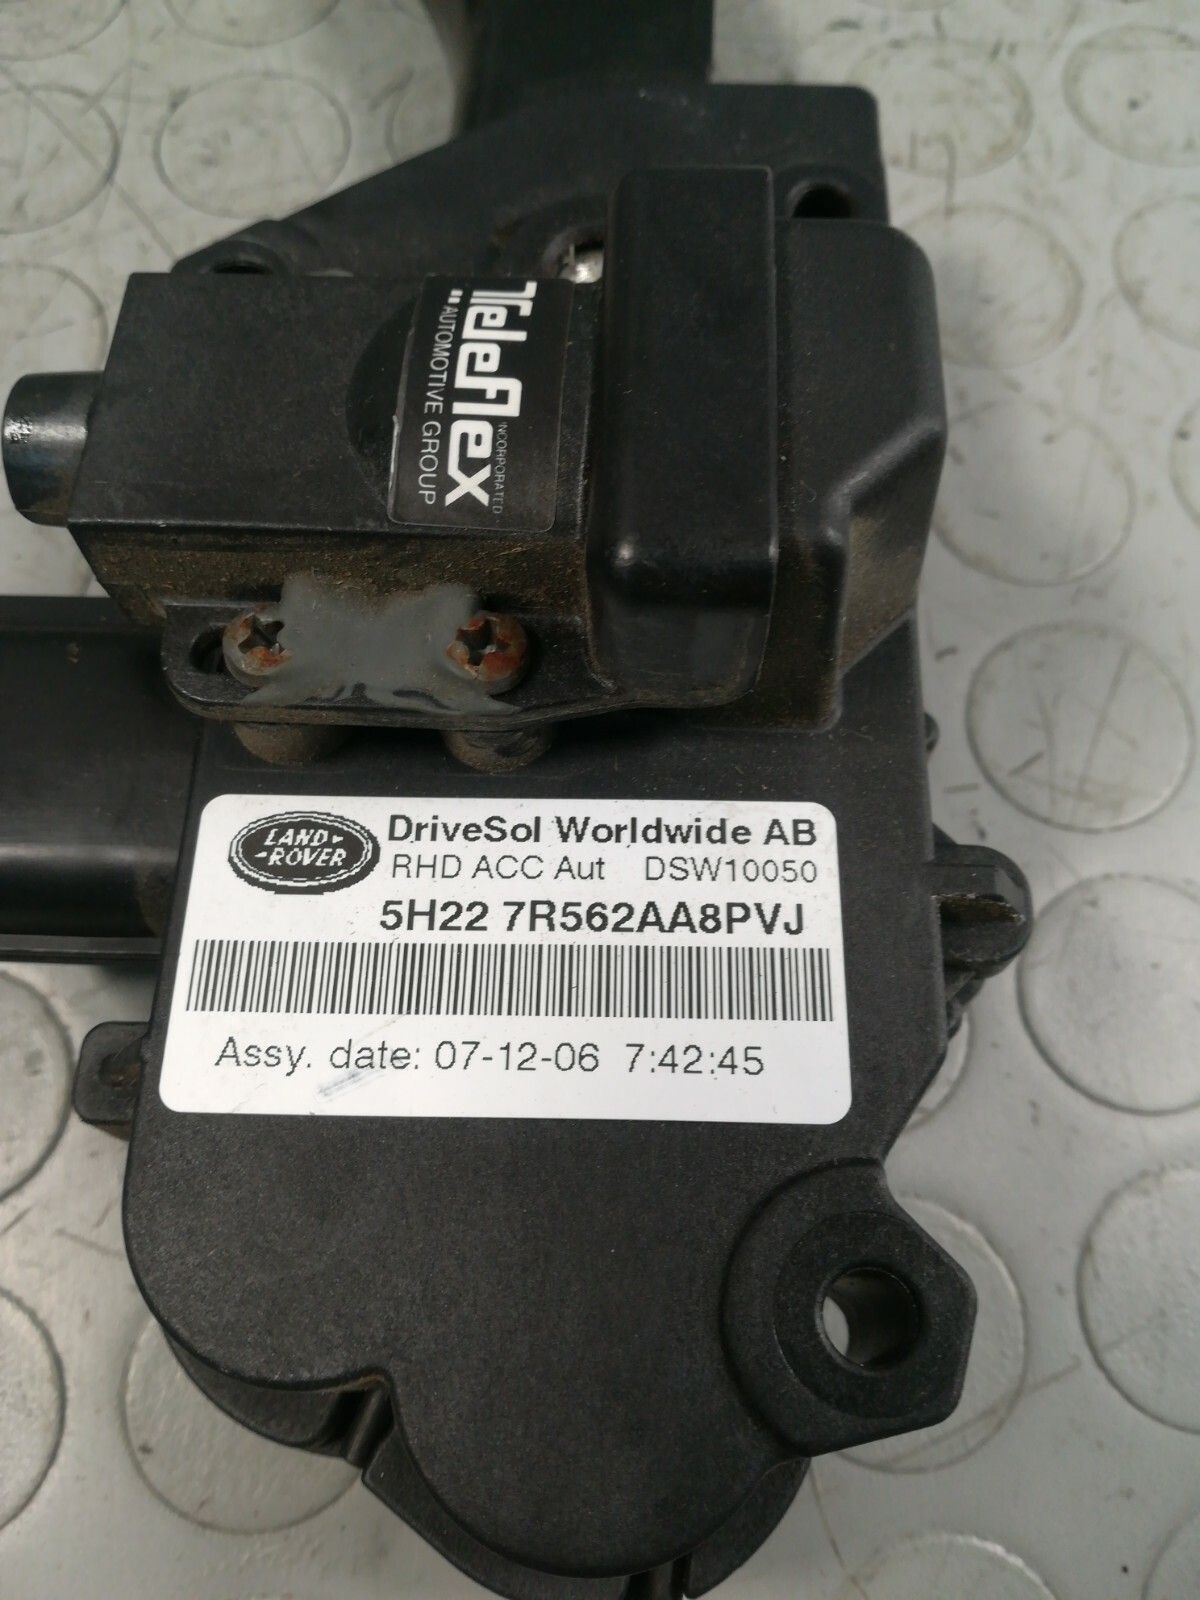 Teleflex
INCORPORATED
AUTOMOTIVE GROUP
LAND-
-ROVER
DriveSol Worldwide AB
RHD ACC Aut DSW10050
5H22 7R562AA8PVJ
Assy. date: 07-12-06 7:42:45